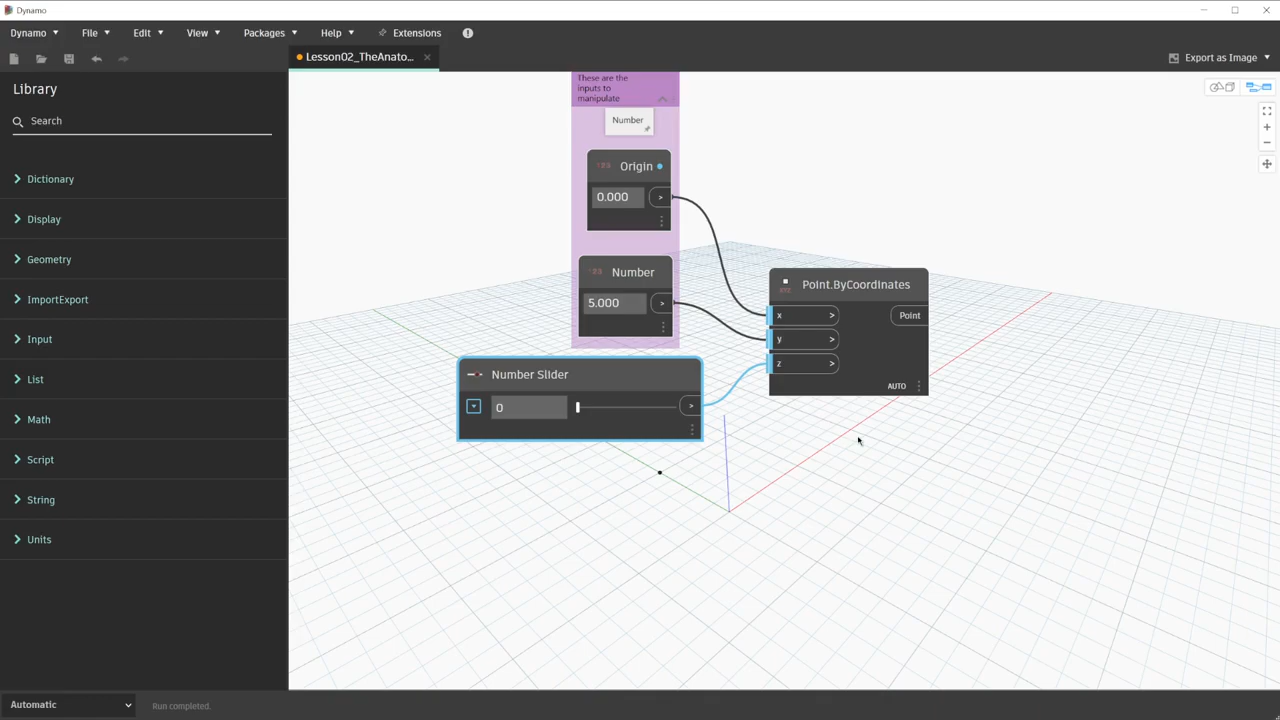 Dynamo
Dynamo File Edit View Packages Help Extensions
Lesson02_TheAnato...
Export as Image
Library
Search
Dictionary
Display
Geometry
ImportExport
Input
List
Math
Script
String
Units
These are the
inputs to
manipulate
Number
Origin
0.000 >
Number
5.000 >
Number Slider
0 >
Point.ByCoordinates
x > Point
y >
z >
AUTO
Automatic
Run completed.